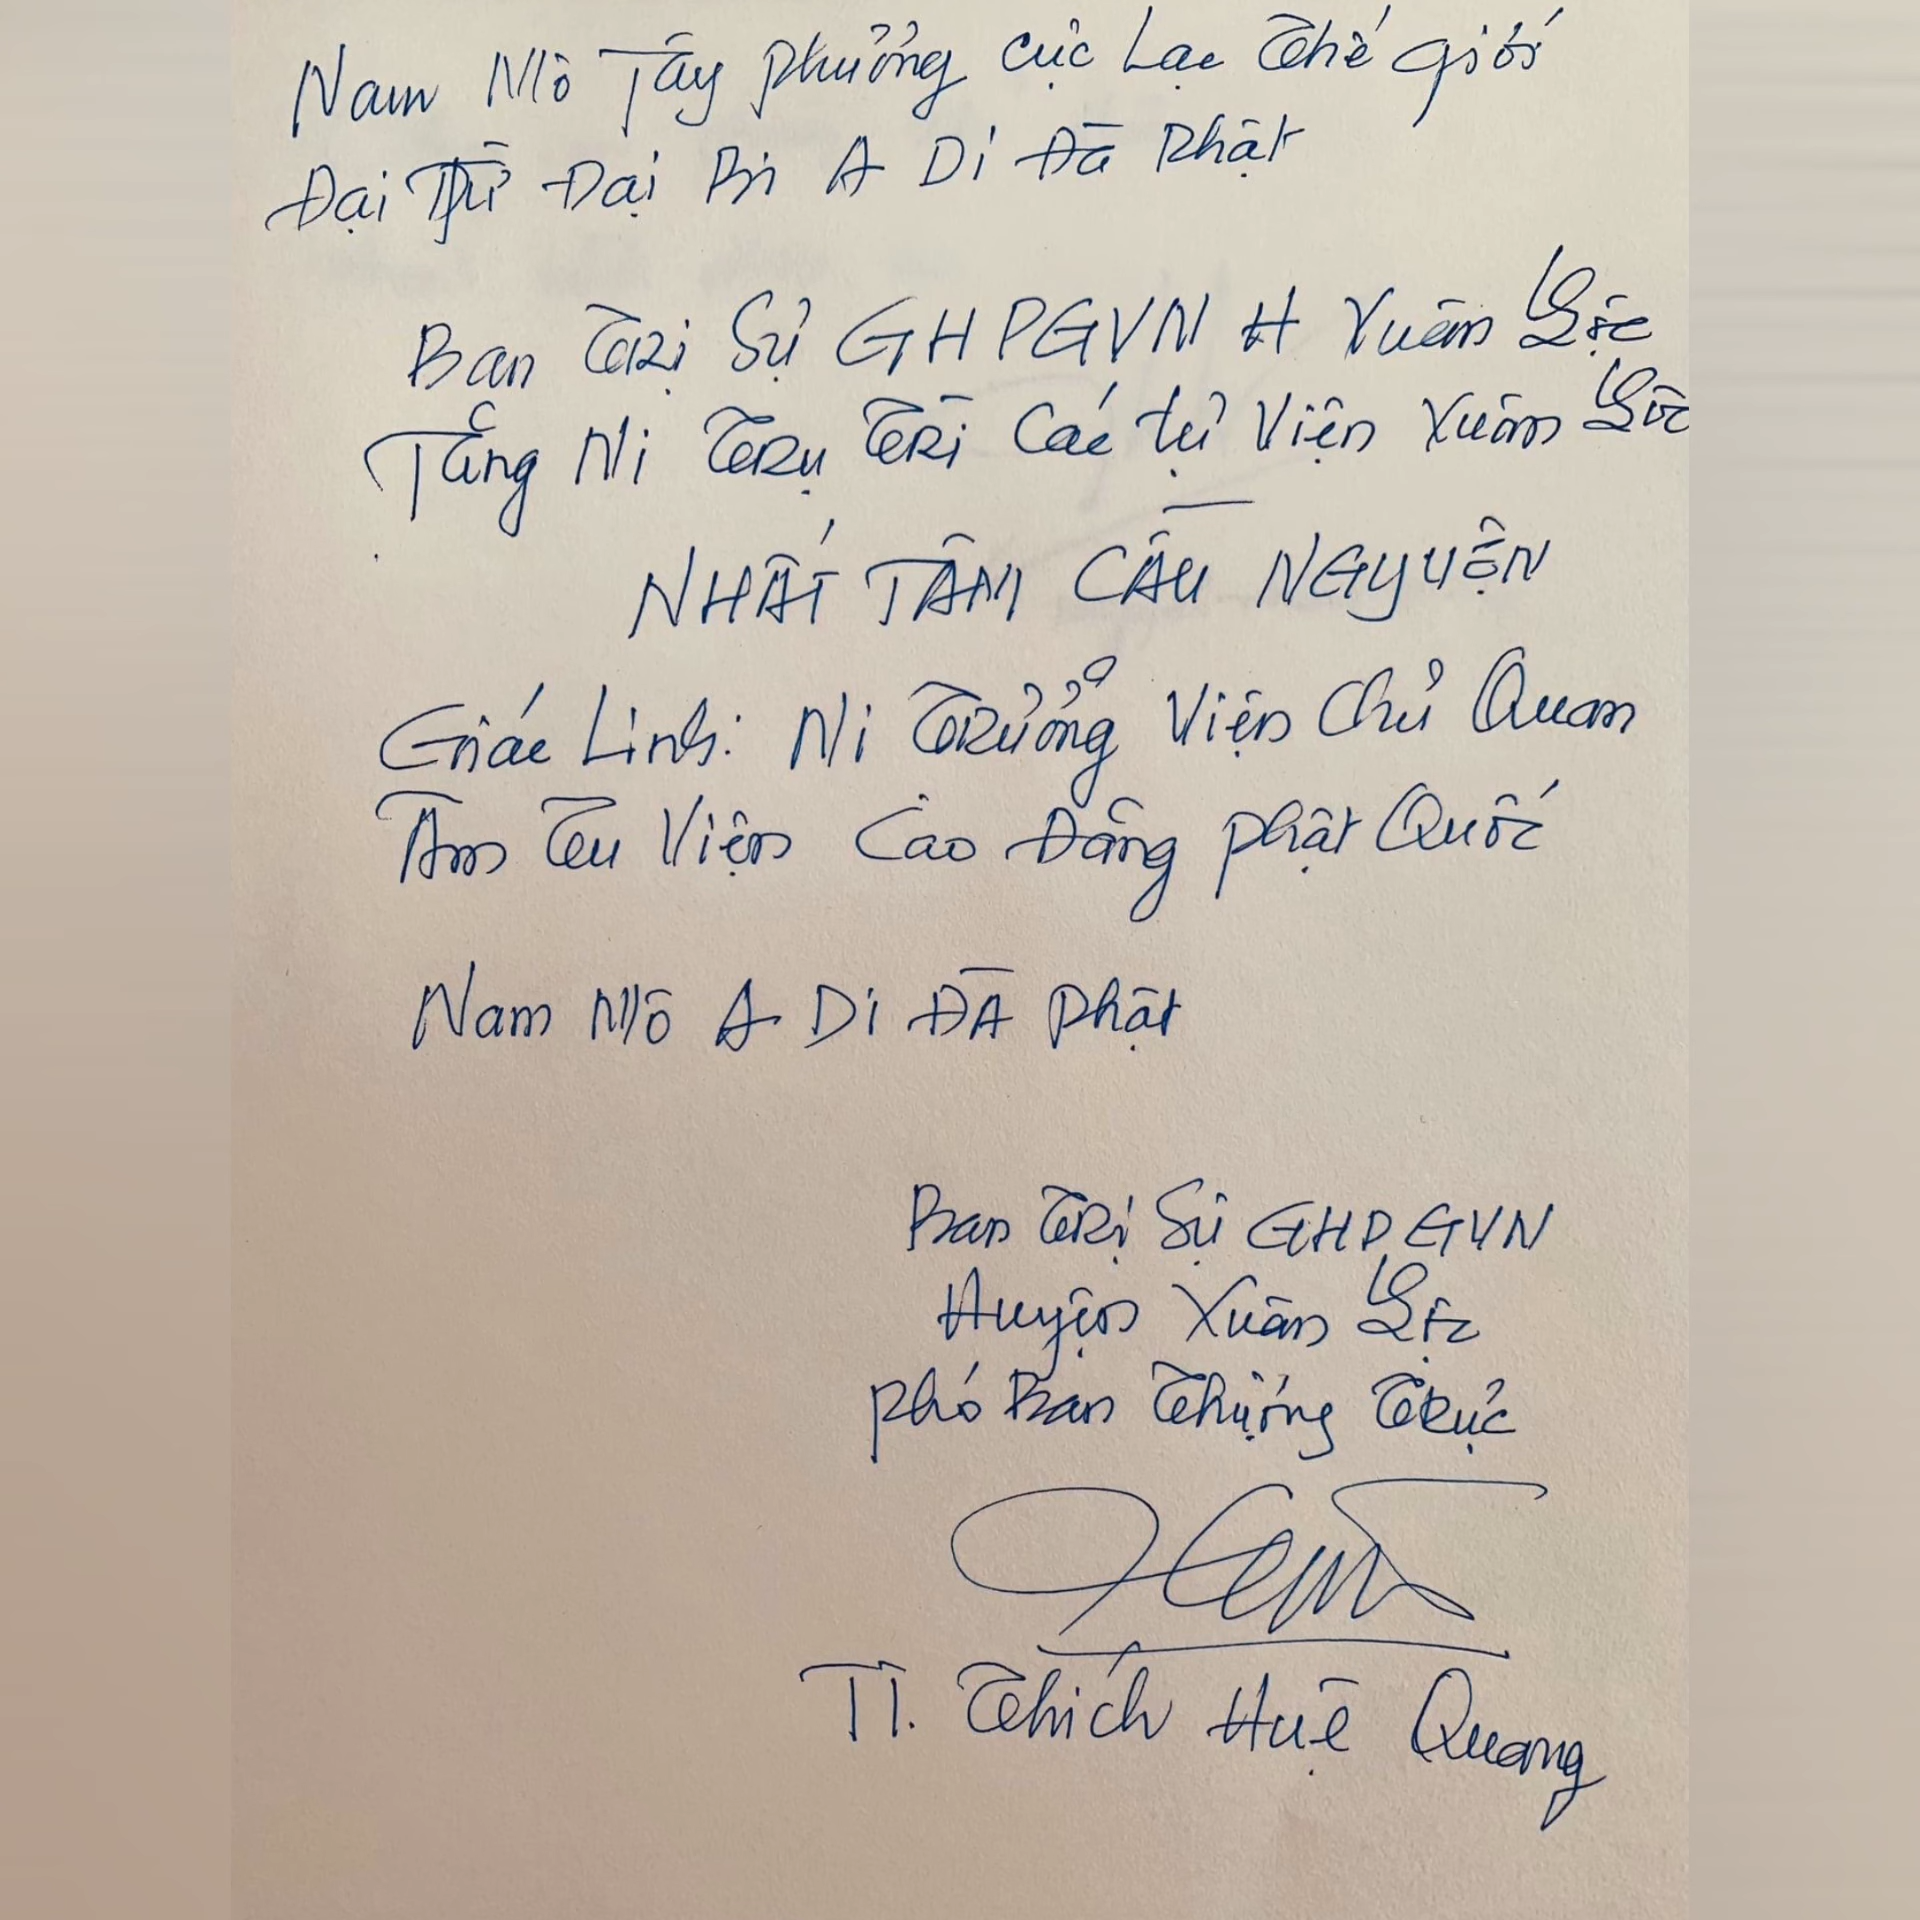 Nam Mô Tây phương cực Lạc Thế giới
Đại Từ Đại Bi A Di Đà Phật
Ban Trị Sự GHPGVN H Xuân Lộc
Tăng Ni Trụ Trì Các tự Viện Xuân Lộc
NHẤT TÂM CẦU NGUYỆN
Giác Linh: Ni Trưởng Viện Chủ Quan
Âm Tu Viện Cao Đăng Phật Quốc
Nam Mô A Di ĐÀ Phật
Ban Trị Sự GHPGVN
Huyện Xuân Lộc
Phó Ban Thường Trực
TT. Thích Huệ Quang